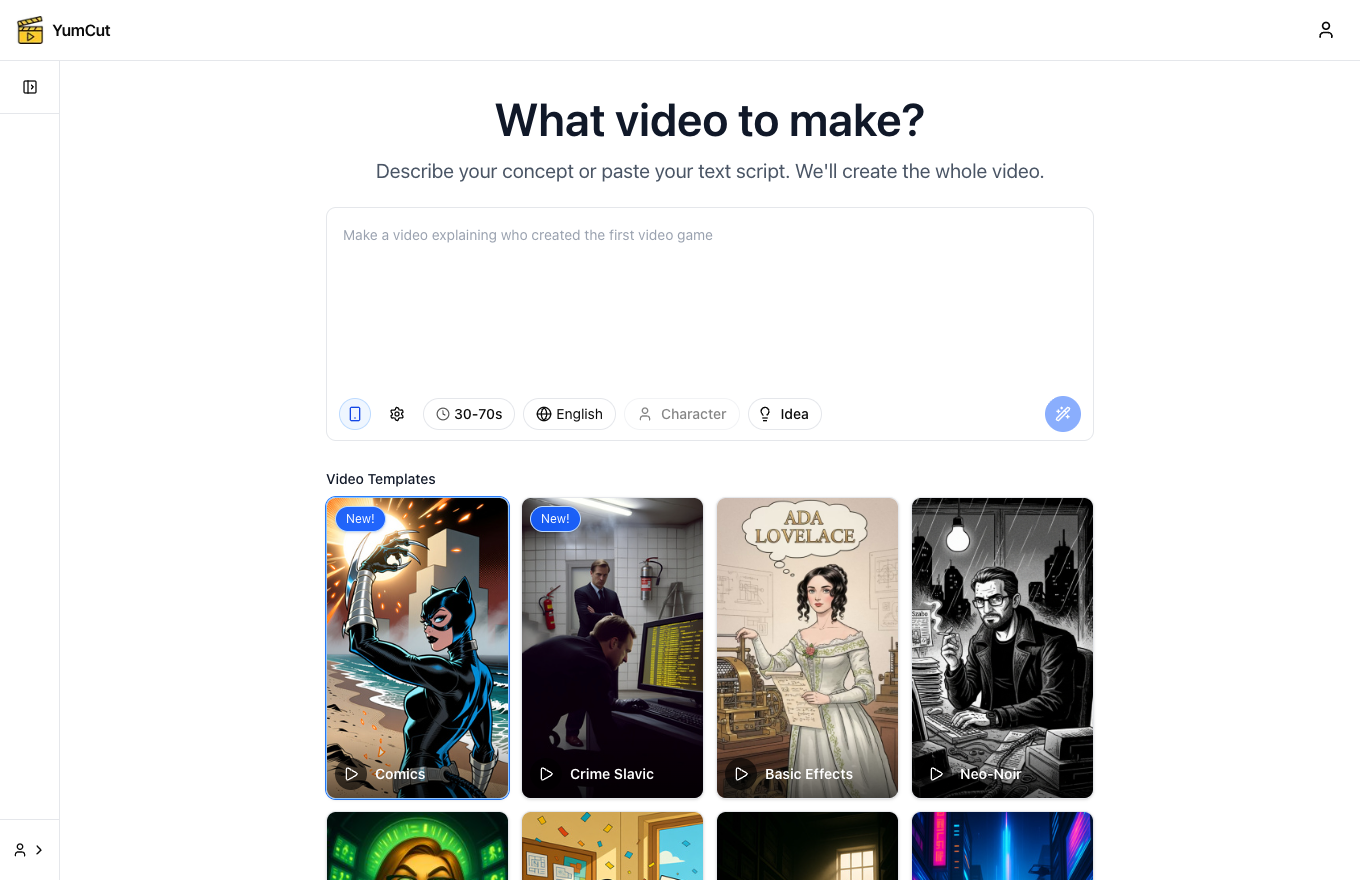 YumCut
What video to make?
Describe your concept or paste your text script. We'll create the whole video.
Make a video explaining who created the first video game
30-70s
English
Character
Idea
Video Templates
New!
New!
ADA
LOVELACE
Szabe
Comics
Crime Slavic
Basic Effects
Neo-Noir